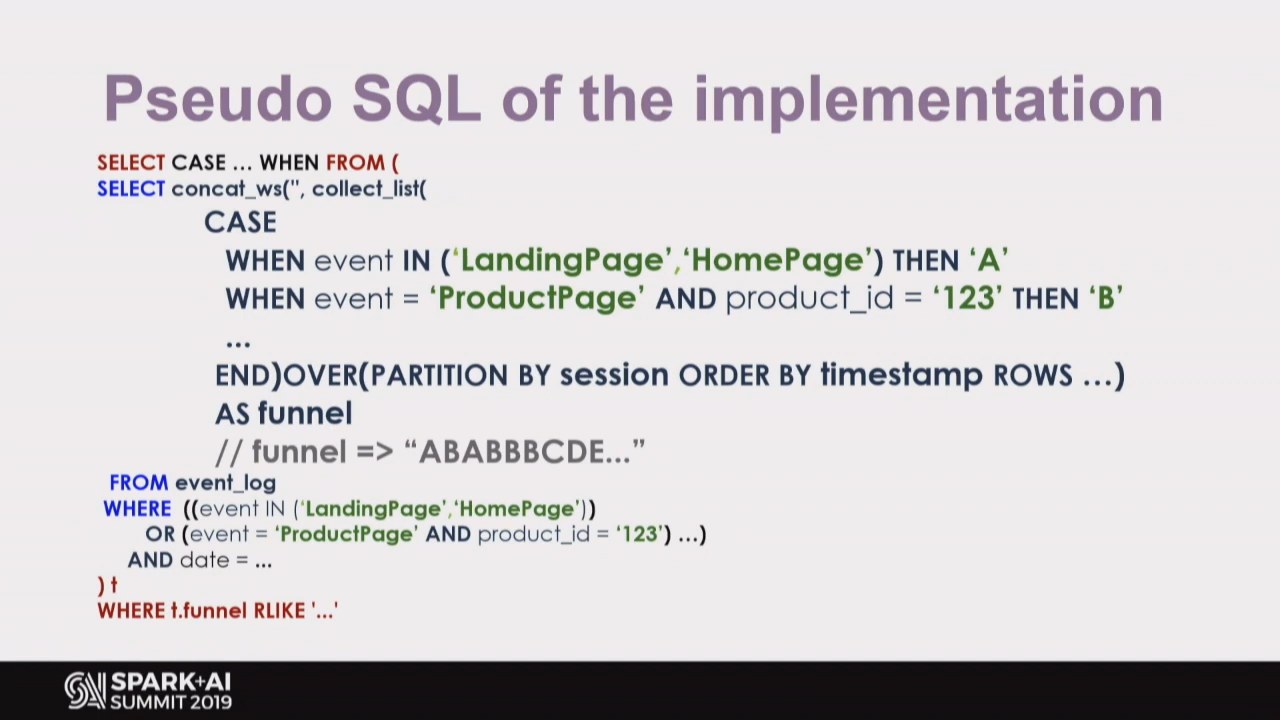 Pseudo SQL of the implementation
SELECT CASE ... WHEN FROM (
SELECT concat_ws('', collect_list(
CASE
WHEN event IN (‘LandingPage’,‘HomePage’) THEN ‘A’
WHEN event = ‘ProductPage’ AND product_id = ‘123’ THEN ‘B’
...
END)OVER(PARTITION BY session ORDER BY timestamp ROWS ...)
AS funnel
// funnel => “ABABBBCDE...”
FROM event_log
WHERE ((event IN (‘LandingPage’,‘HomePage’))
OR (event = ‘ProductPage’ AND product_id = ‘123’) ...)
AND date = ...
) t
WHERE t.funnel RLIKE '...'
SPARK+AI
SUMMIT 2019